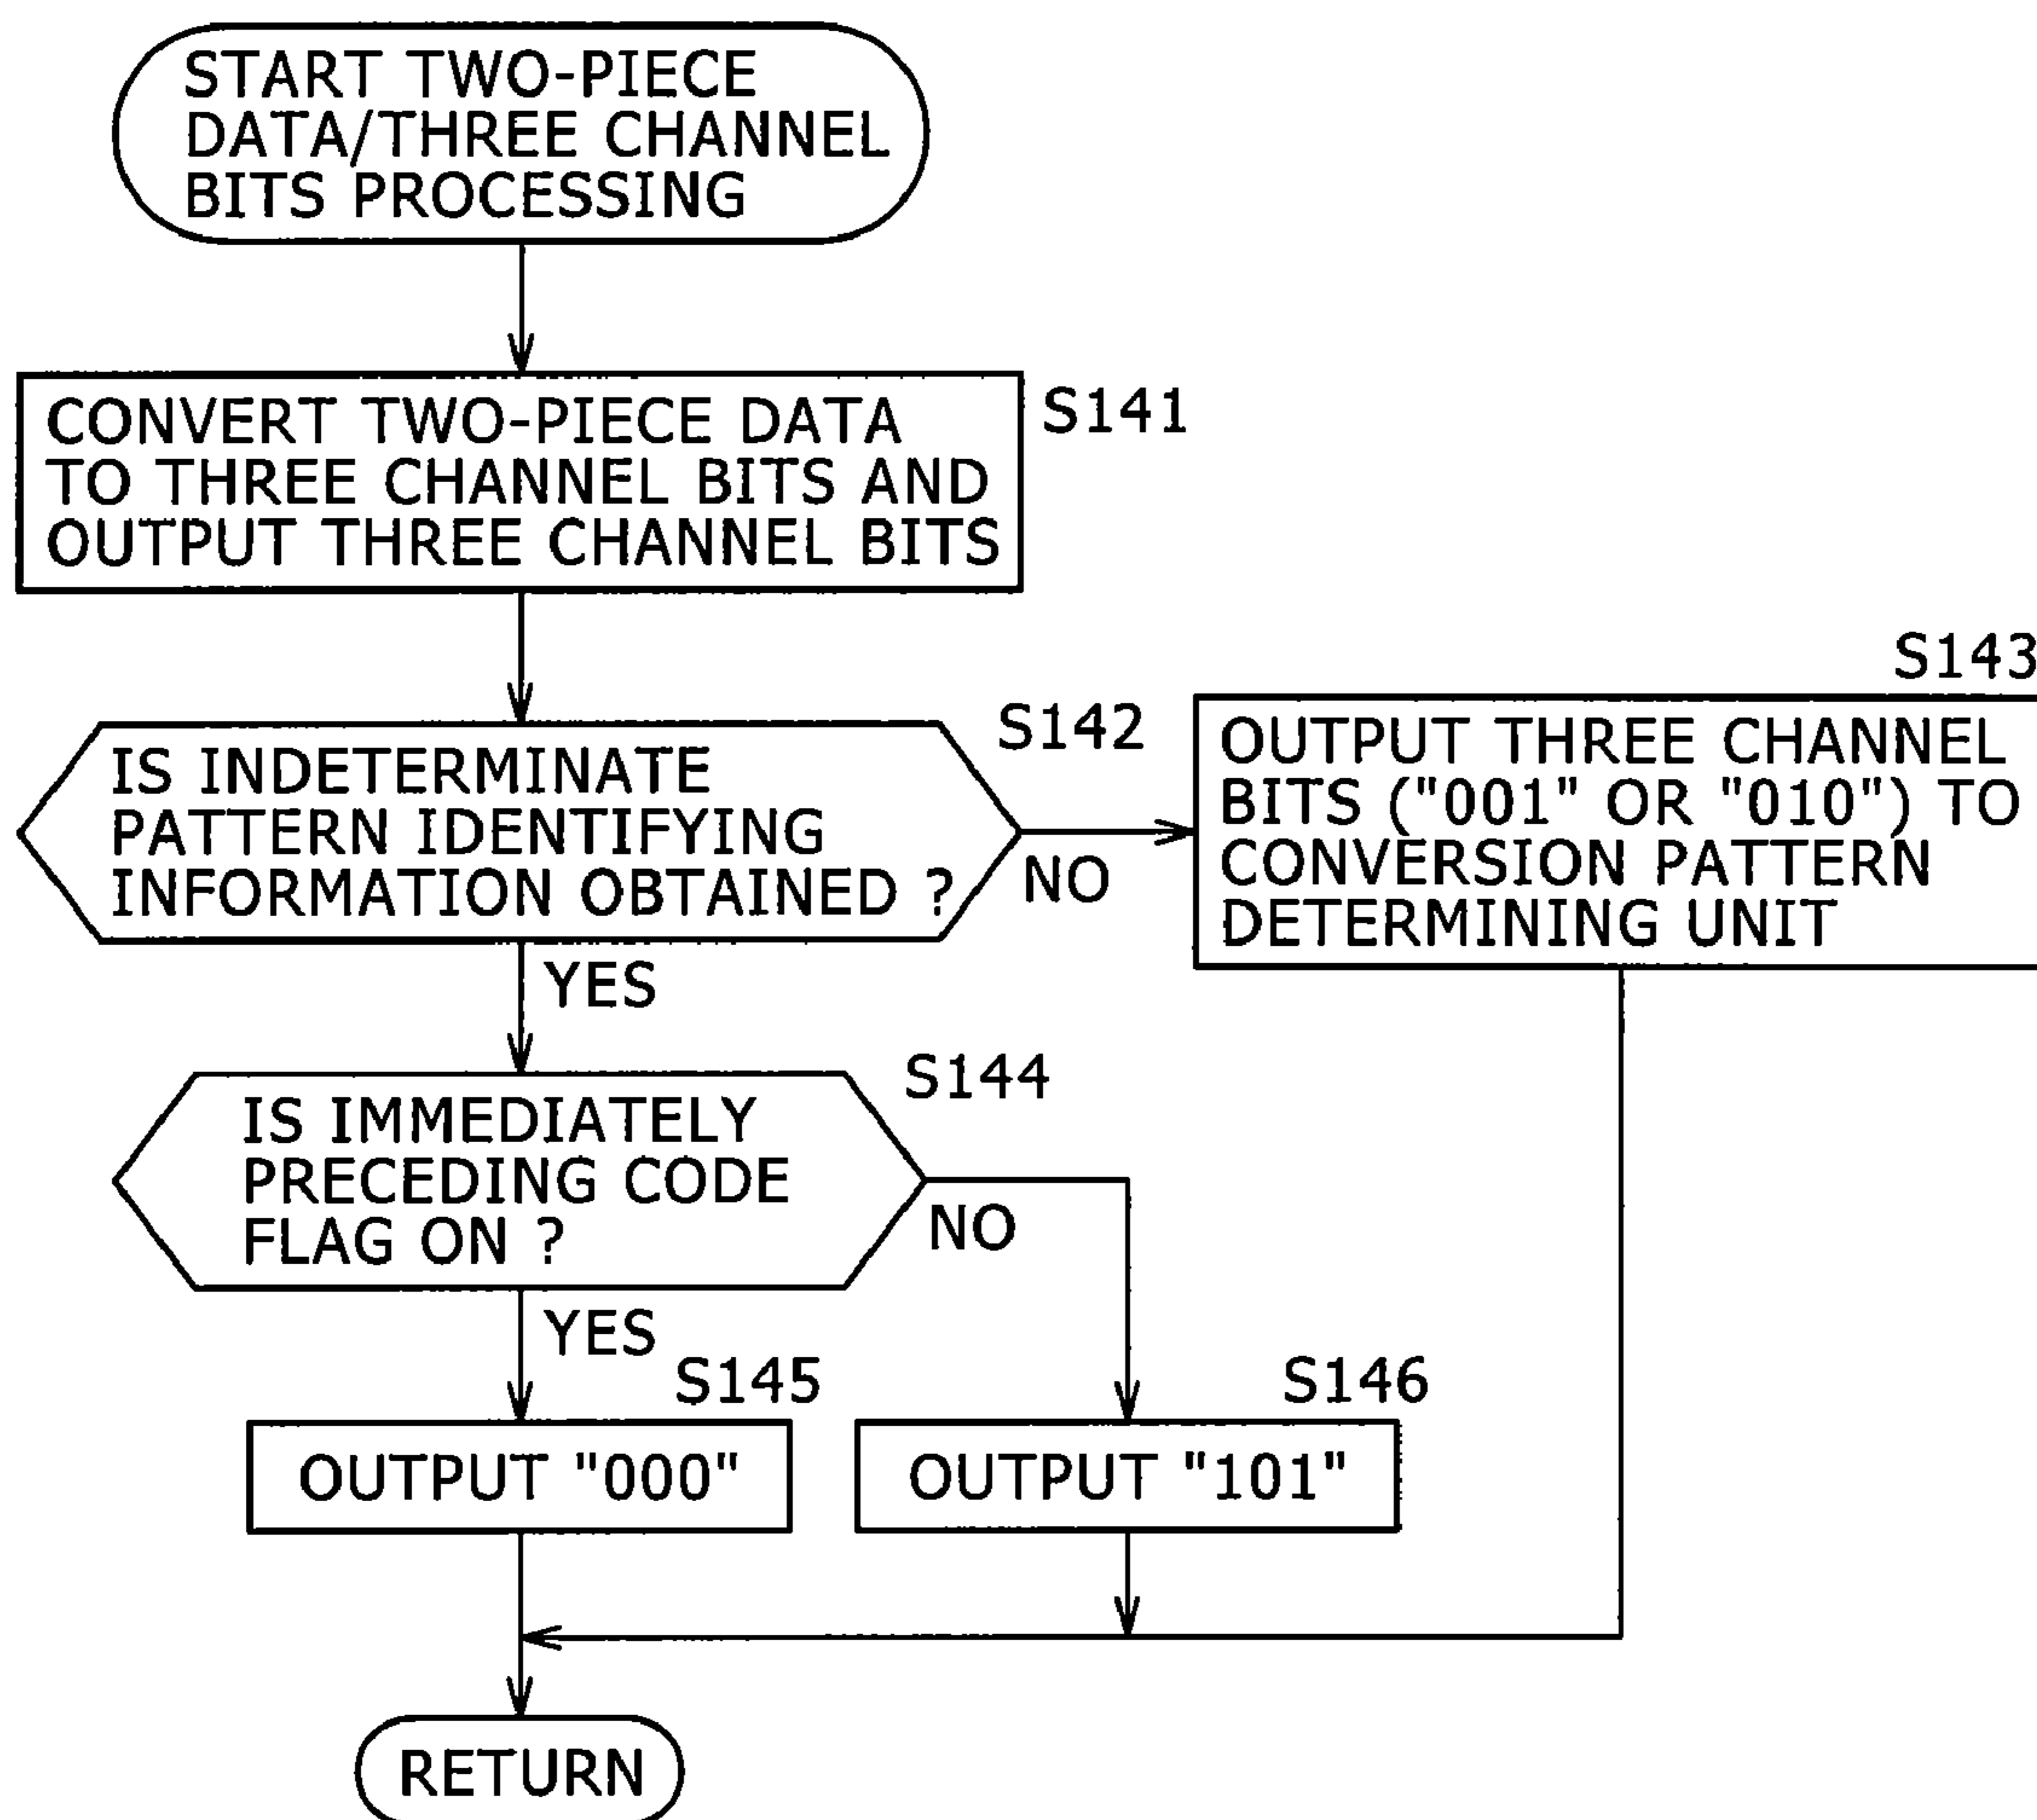 START TWO-PIECE
DATA/THREE CHANNEL
BITS PROCESSING
S141
CONVERT TWO-PIECE DATA
TO THREE CHANNEL BITS AND
OUTPUT THREE CHANNEL BITS
S142
IS INDETERMINATE
PATTERN IDENTIFYING
INFORMATION OBTAINED ?
NO
YES
S143
OUTPUT THREE CHANNEL
BITS ("001" OR "010") TO
CONVERSION PATTERN
DETERMINING UNIT
S144
IS IMMEDIATELY
PRECEDING CODE
FLAG ON ?
NO
YES
S145
OUTPUT "000"
S146
OUTPUT "101"
RETURN